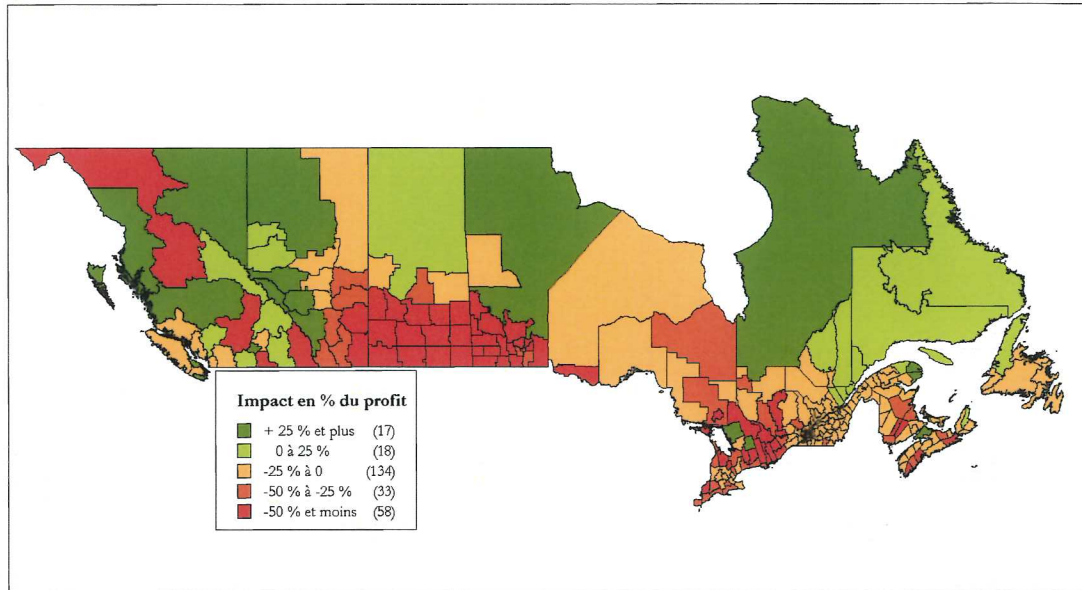 Impact en % du profit
+ 25 % et plus (17)
0 à 25 % (18)
-25 % à 0 (134)
-50 % à -25 % (33)
-50 % et moins (58)